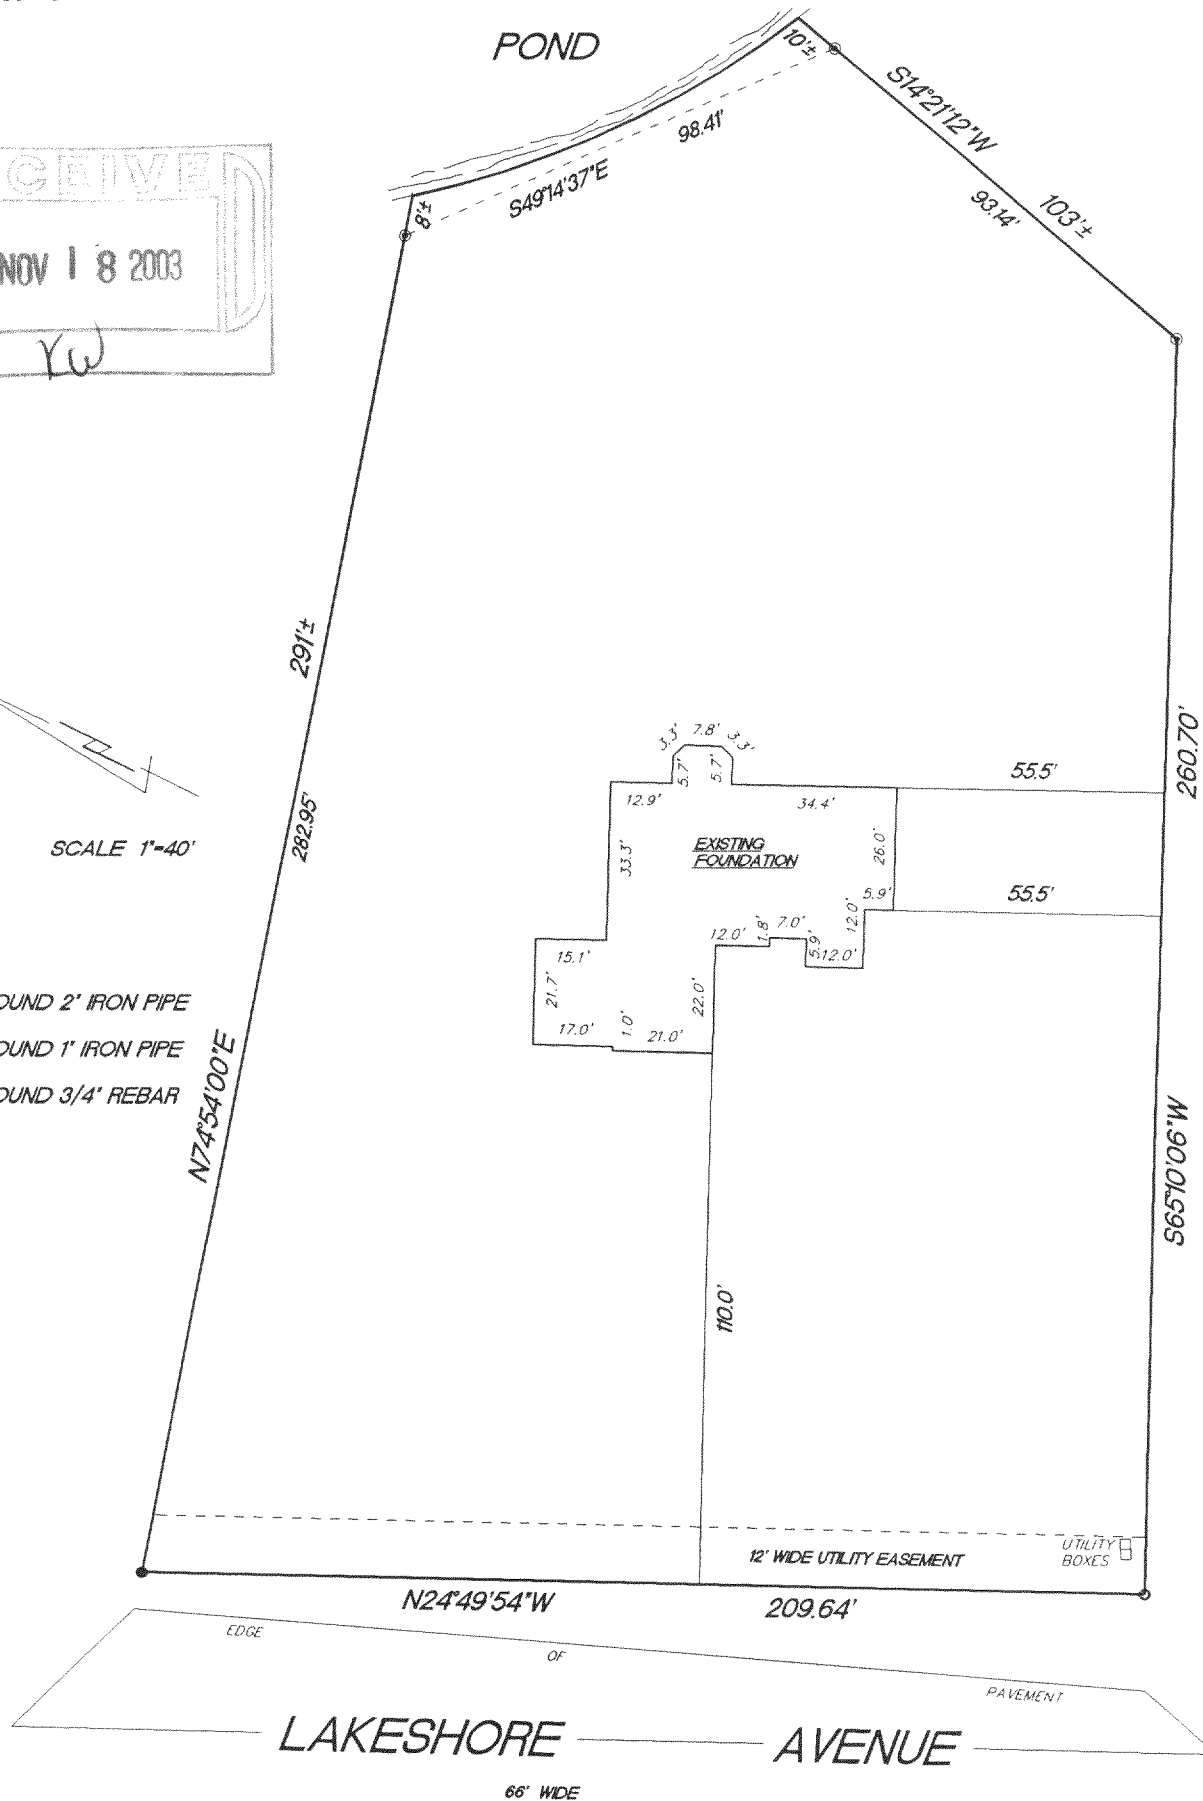 POND
10'±
S14°21'12"W
98.41'
S49°14'37"E
8'±
93.14'
103'±
CEIVE D
NOV 18 2003
291'±
282.95'
260.70'
SCALE 1"=40'
3.3'
7.8'
3.3'
5.7'
5.7'
55.5'
12.9'
34.4'
EXISTING
FOUNDATION
33.3'
26.0'
5.9'
55.5'
12.0'
12.0'
1.8'
7.0'
5.9'
12.0'
15.1'
21.7'
22.0'
17.0'
1.0'
21.0'
OUND 2" IRON PIPE
OUND 1" IRON PIPE
OUND 3/4" REBAR
N74°54'00"E
S65°10'06"W
110.0'
12' WIDE UTILITY EASEMENT
UTILITY
BOXES
N24°49'54"W
209.64'
EDGE OF PAVEMENT
LAKESHORE AVENUE
66' WIDE